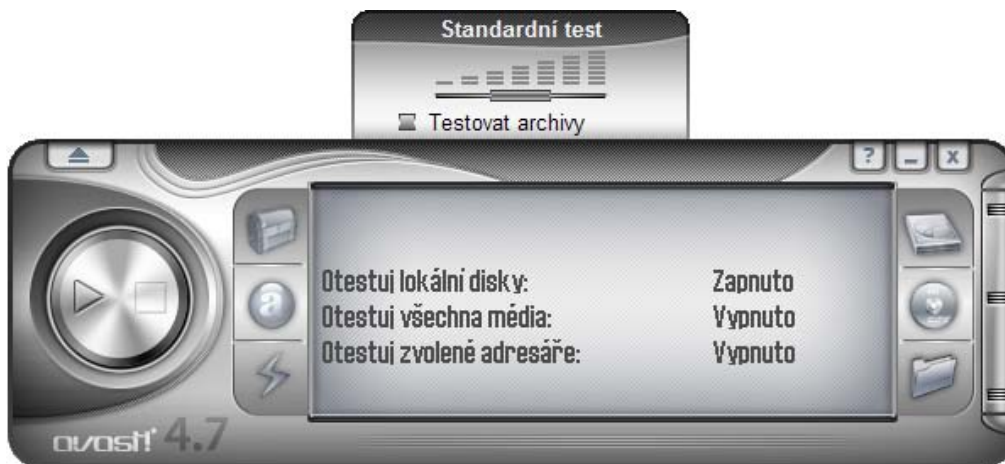 Standardní test
Testovat archivy
? _ x
a
Otestuj lokální disky: Zapnuto
Otestuj všechna média: Vypnuto
Otestuj zvolené adresáře: Vypnuto
avast! 4.7